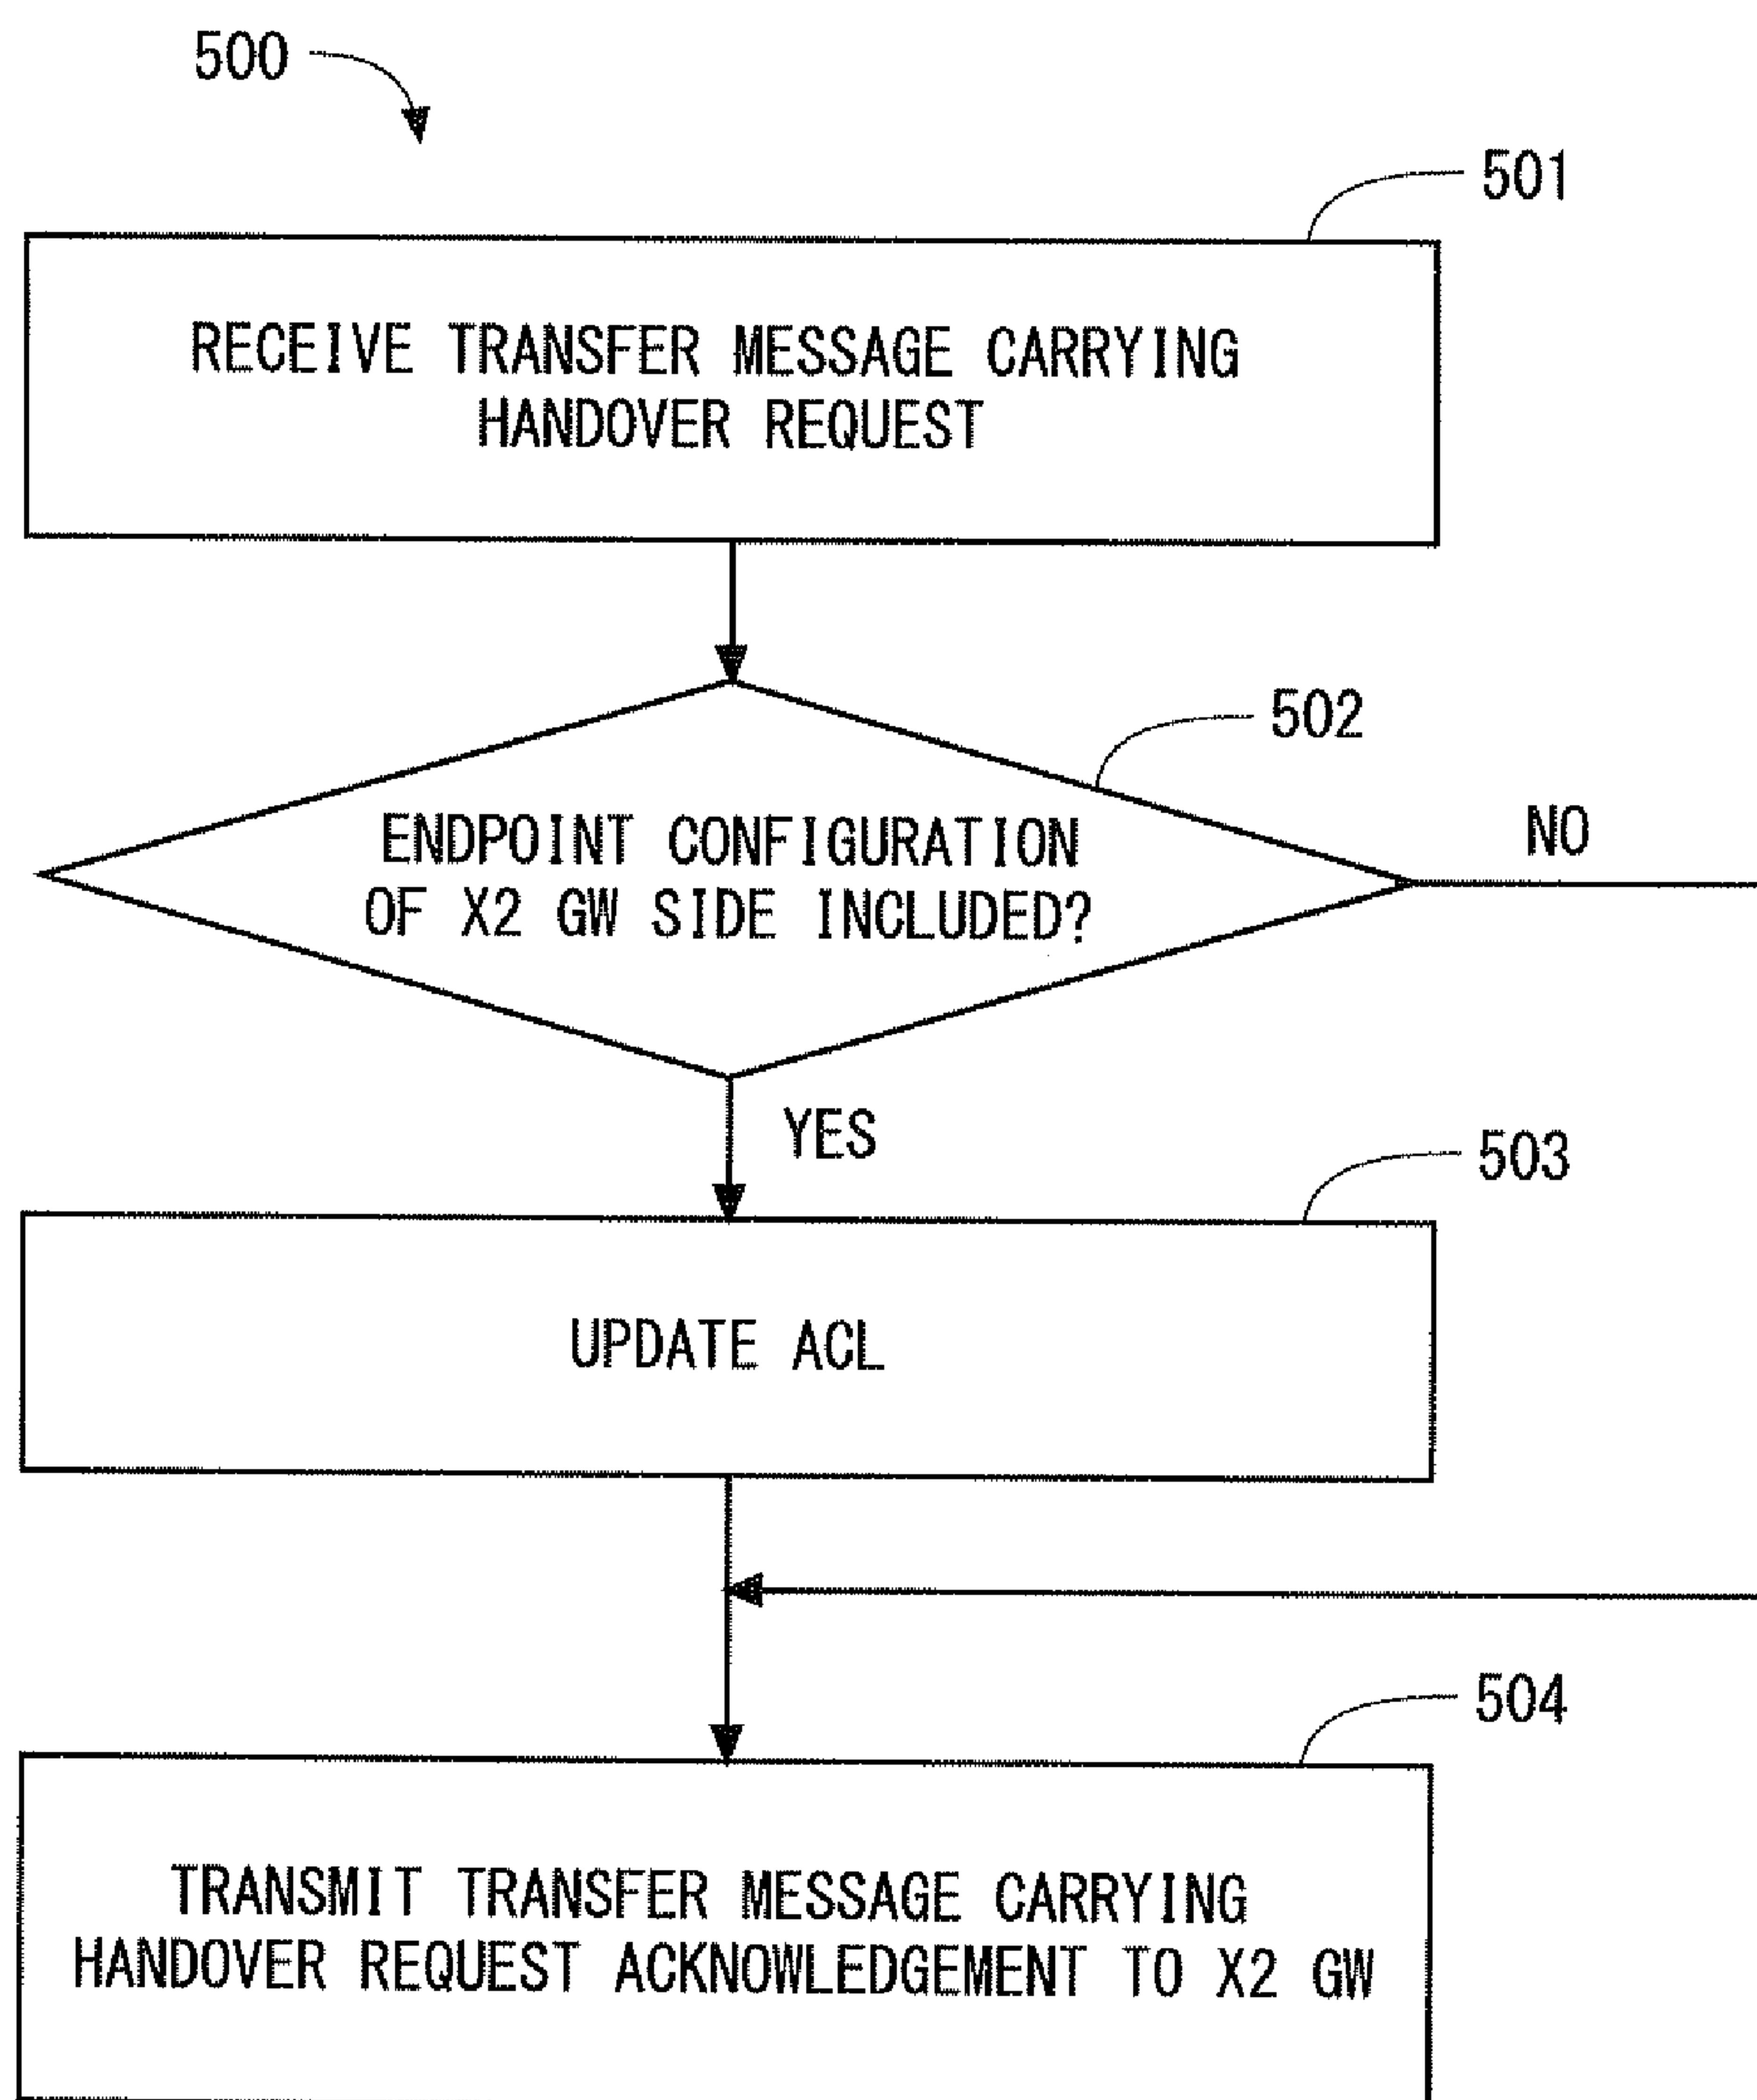 500
501
RECEIVE TRANSFER MESSAGE CARRYING
HANDOVER REQUEST
502
ENDPOINT CONFIGURATION
OF X2 GW SIDE INCLUDED?
NO
YES
503
UPDATE ACL
504
TRANSMIT TRANSFER MESSAGE CARRYING
HANDOVER REQUEST ACKNOWLEDGEMENT TO X2 GW